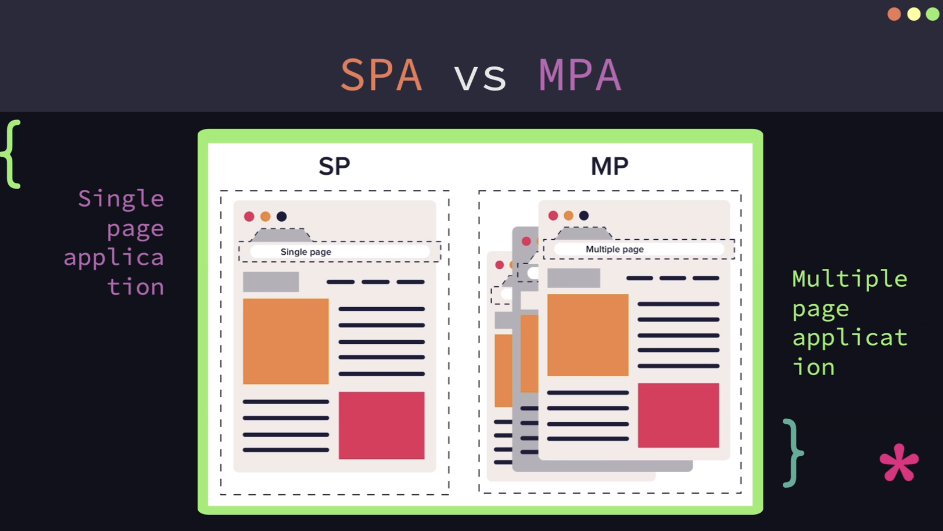 SPA vs MPA
{
Single
page
applica
tion
SP
Single page
MP
Multiple page
Multiple
page
applicat
ion
}
*